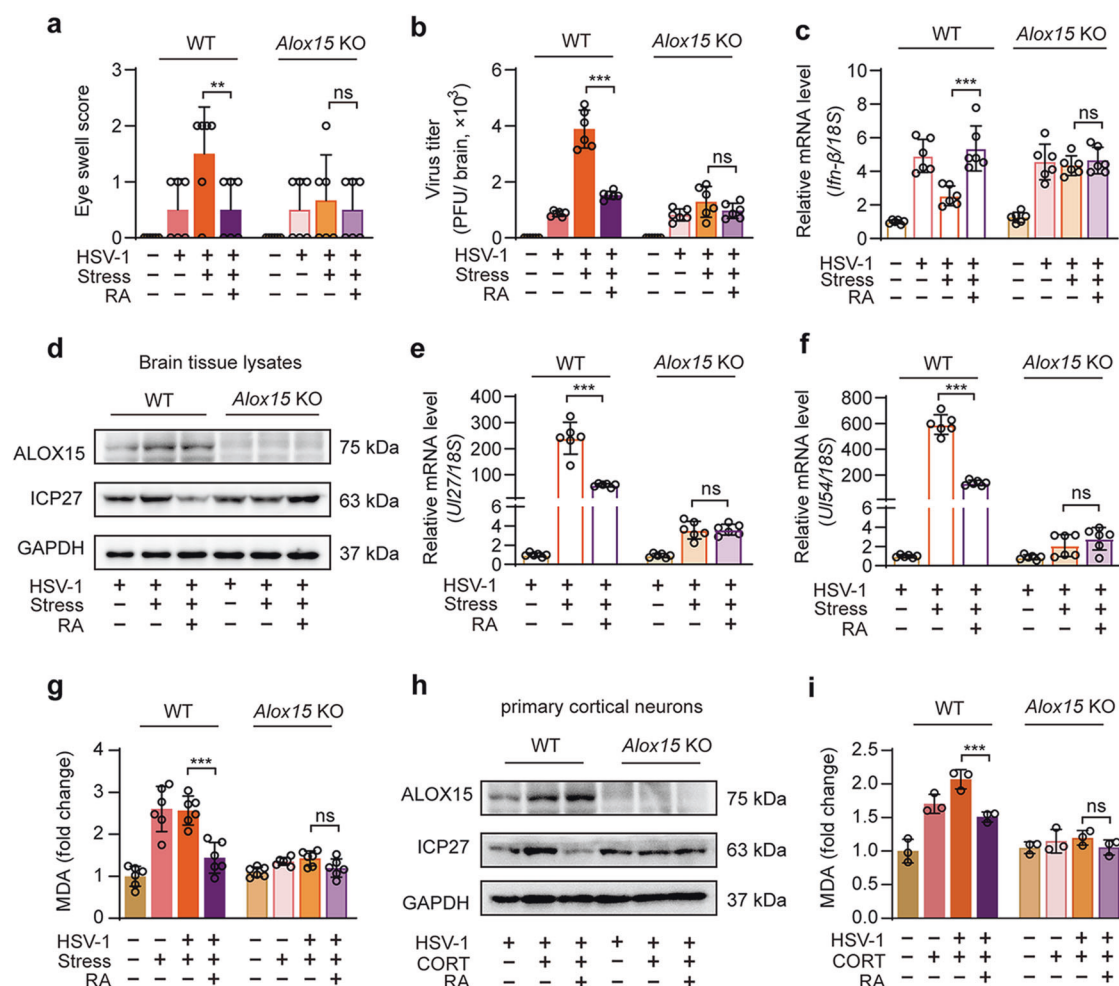 a
WT
Alox15 KO
Eye swell score
3
2
1
0
**
ns
HSV-1 – + + + – + + +
Stress – – + + – – + +
RA – – – + – – – +
b
WT
Alox15 KO
Virus titer
(PFU/ brain, ×10³)
6
4
2
0
***
ns
HSV-1 – + + + – + + +
Stress – – + + – – + +
RA – – – + – – – +
c
WT
Alox15 KO
Relative mRNA level
(Ifn-β/18S)
10
8
6
4
2
0
***
ns
HSV-1 – + + + – + + +
Stress – – + + – – + +
RA – – – + – – – +
d
Brain tissue lysates
WT
Alox15 KO
ALOX15 75 kDa
ICP27 63 kDa
GAPDH 37 kDa
HSV-1 + + + + + +
Stress – + + – + +
RA – – + – – +
e
WT
Alox15 KO
Relative mRNA level
(Ul27/18S)
400
300
200
100
6
4
2
0
***
ns
HSV-1 + + + + + +
Stress – + + – + +
RA – – + – – +
f
WT
Alox15 KO
Relative mRNA level
(Ul54/18S)
800
600
400
200
6
4
2
0
***
ns
HSV-1 + + + + + +
Stress – + + – + +
RA – – + – – +
g
WT
Alox15 KO
MDA (fold change)
4
3
2
1
0
***
ns
HSV-1 – – + + – – + +
Stress – + + + – + + +
RA – – – + – – – +
h
primary cortical neurons
WT
Alox15 KO
ALOX15 75 kDa
ICP27 63 kDa
GAPDH 37 kDa
HSV-1 + + + + + +
CORT – + + – + +
RA – – + – – +
i
WT
Alox15 KO
MDA (fold change)
2.5
2.0
1.5
1.0
0.5
0
***
ns
HSV-1 – – + + – – + +
CORT – + + + – + + +
RA – – – + – – – +